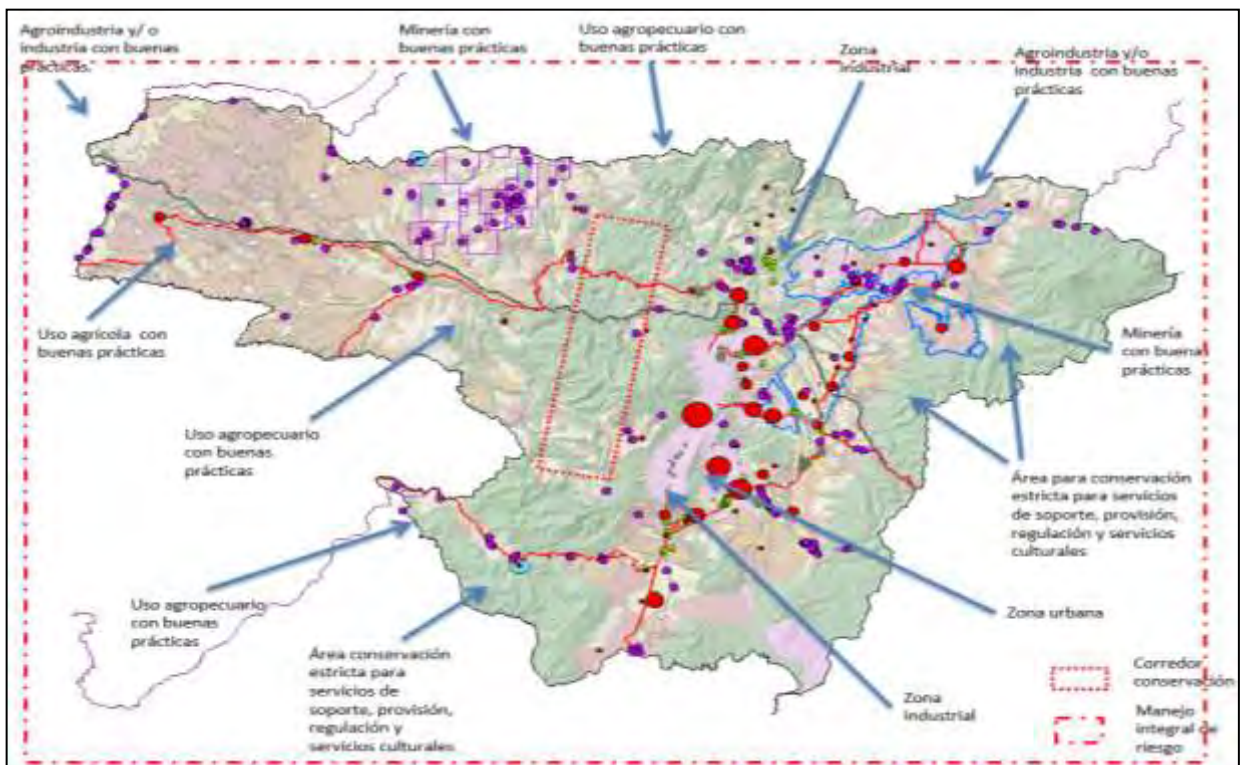 Agroindustria y/ o
industria con buenas
prácticas.
Minería con
buenas prácticas
Uso agropecuario con
buenas prácticas
Zona
industrial
Agroindustria y/o
industria con buenas
prácticas
Uso agrícola con
buenas prácticas
Minería
con buenas
prácticas
Uso agropecuario
con buenas
prácticas
Área para conservación
estricta para servicios
de soporte, provisión,
regulación y servicios
culturales
Uso agropecuario
con buenas
prácticas
Zona urbana
Área conservación
estricta para
servicios de
soporte, provisión,
regulación y
servicios culturales
Zona
industrial
Corredor
conservación
Manejo
integral de
riesgo